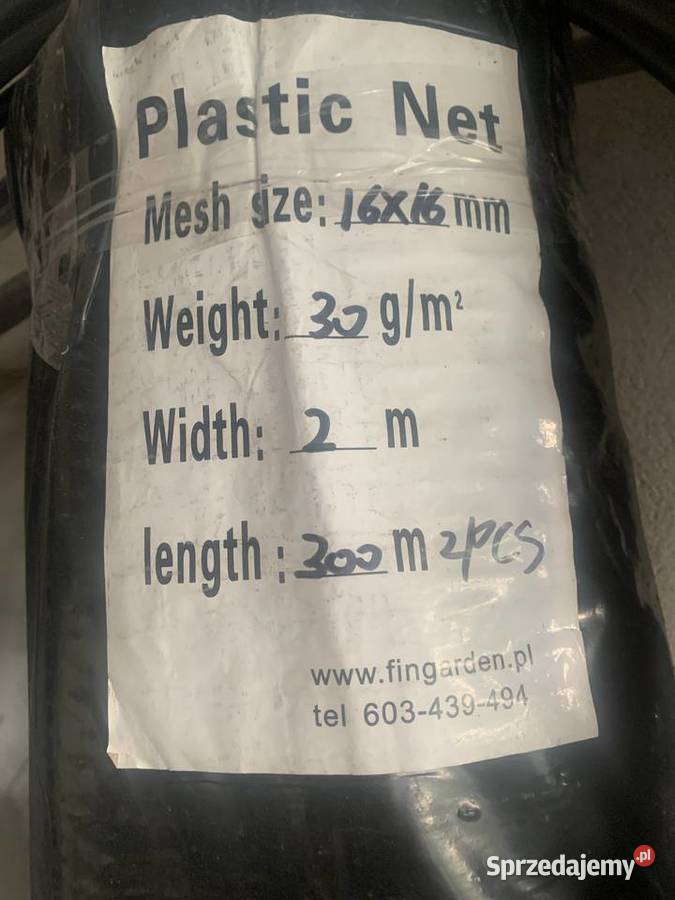 Plastic Net
Mesh size: 16X16 mm
Weight: 30 g/m²
Width: 2 m
length : 300 m 2PCS
www.fingarden.pl
tel 603-439-494
Sprzedajemy.pl